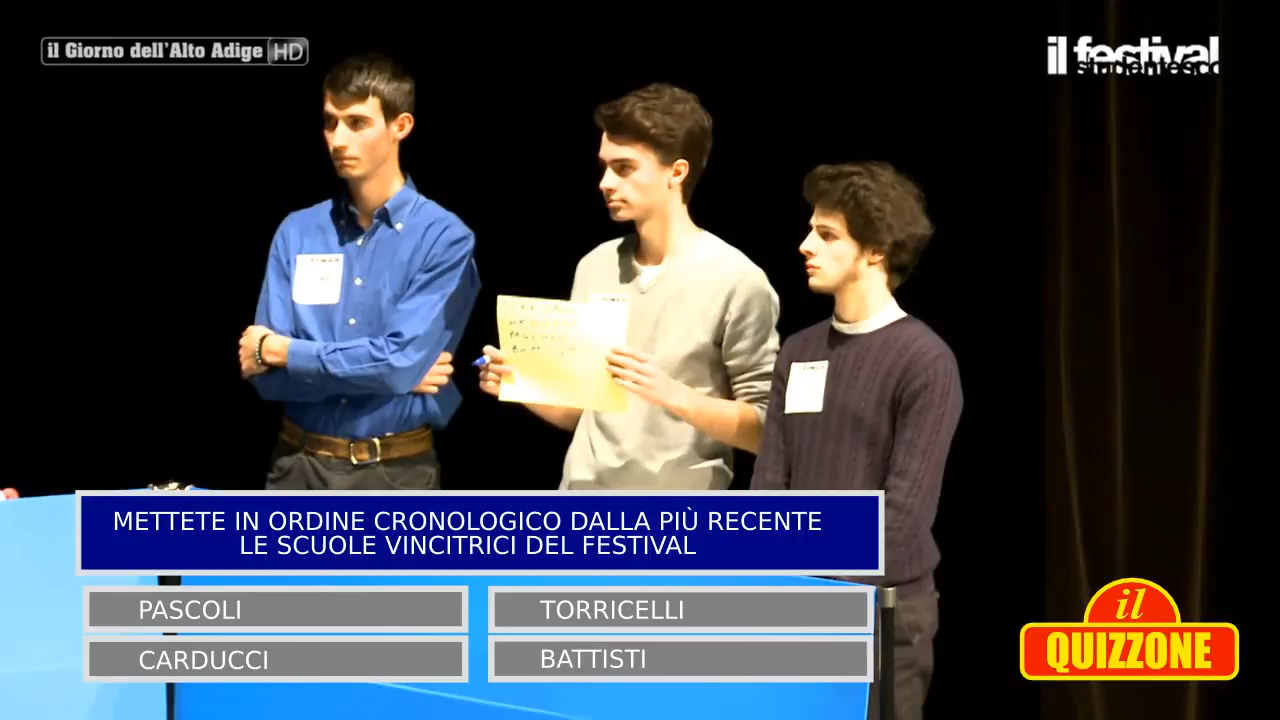 il Giorno dell'Alto Adige HD
il festival
studentesco
METTETE IN ORDINE CRONOLOGICO DALLA PIÙ RECENTE
LE SCUOLE VINCITRICI DEL FESTIVAL
PASCOLI
TORRICELLI
CARDUCCI
BATTISTI
il
QUIZZONE